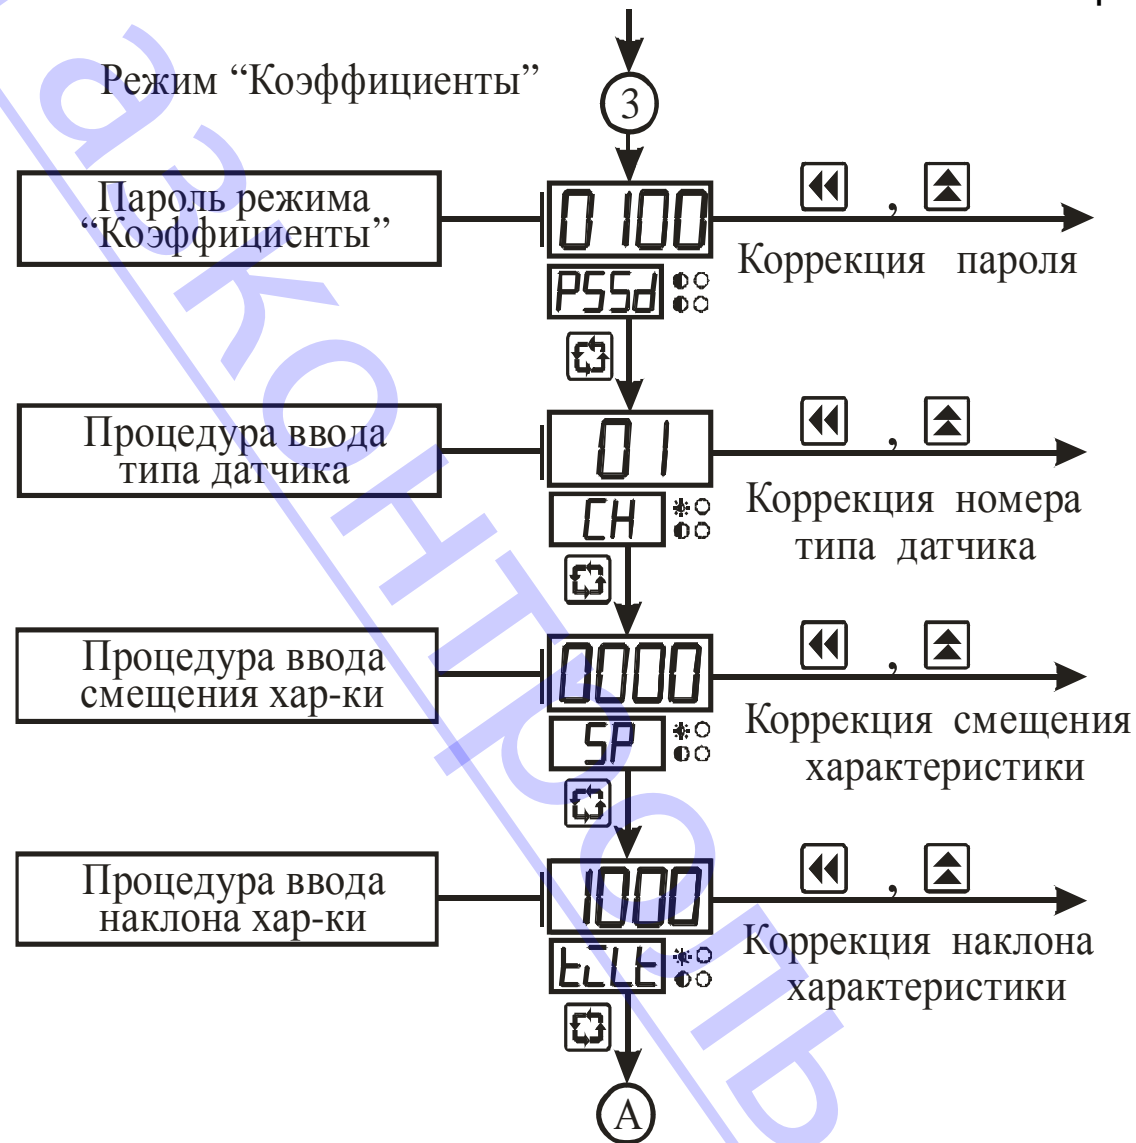 Режим “Коэффициенты”
3
Пароль режима
“Коэффициенты”
0100
,
Коррекция пароля
PSSd
Процедура ввода
типа датчика
01
,
Коррекция номера
типа датчика
CH
Процедура ввода
смещения хар-ки
0000
,
Коррекция смещения
характеристики
SP
Процедура ввода
наклона хар-ки
1000
,
Коррекция наклона
характеристики
tiLt
А
азконтроль